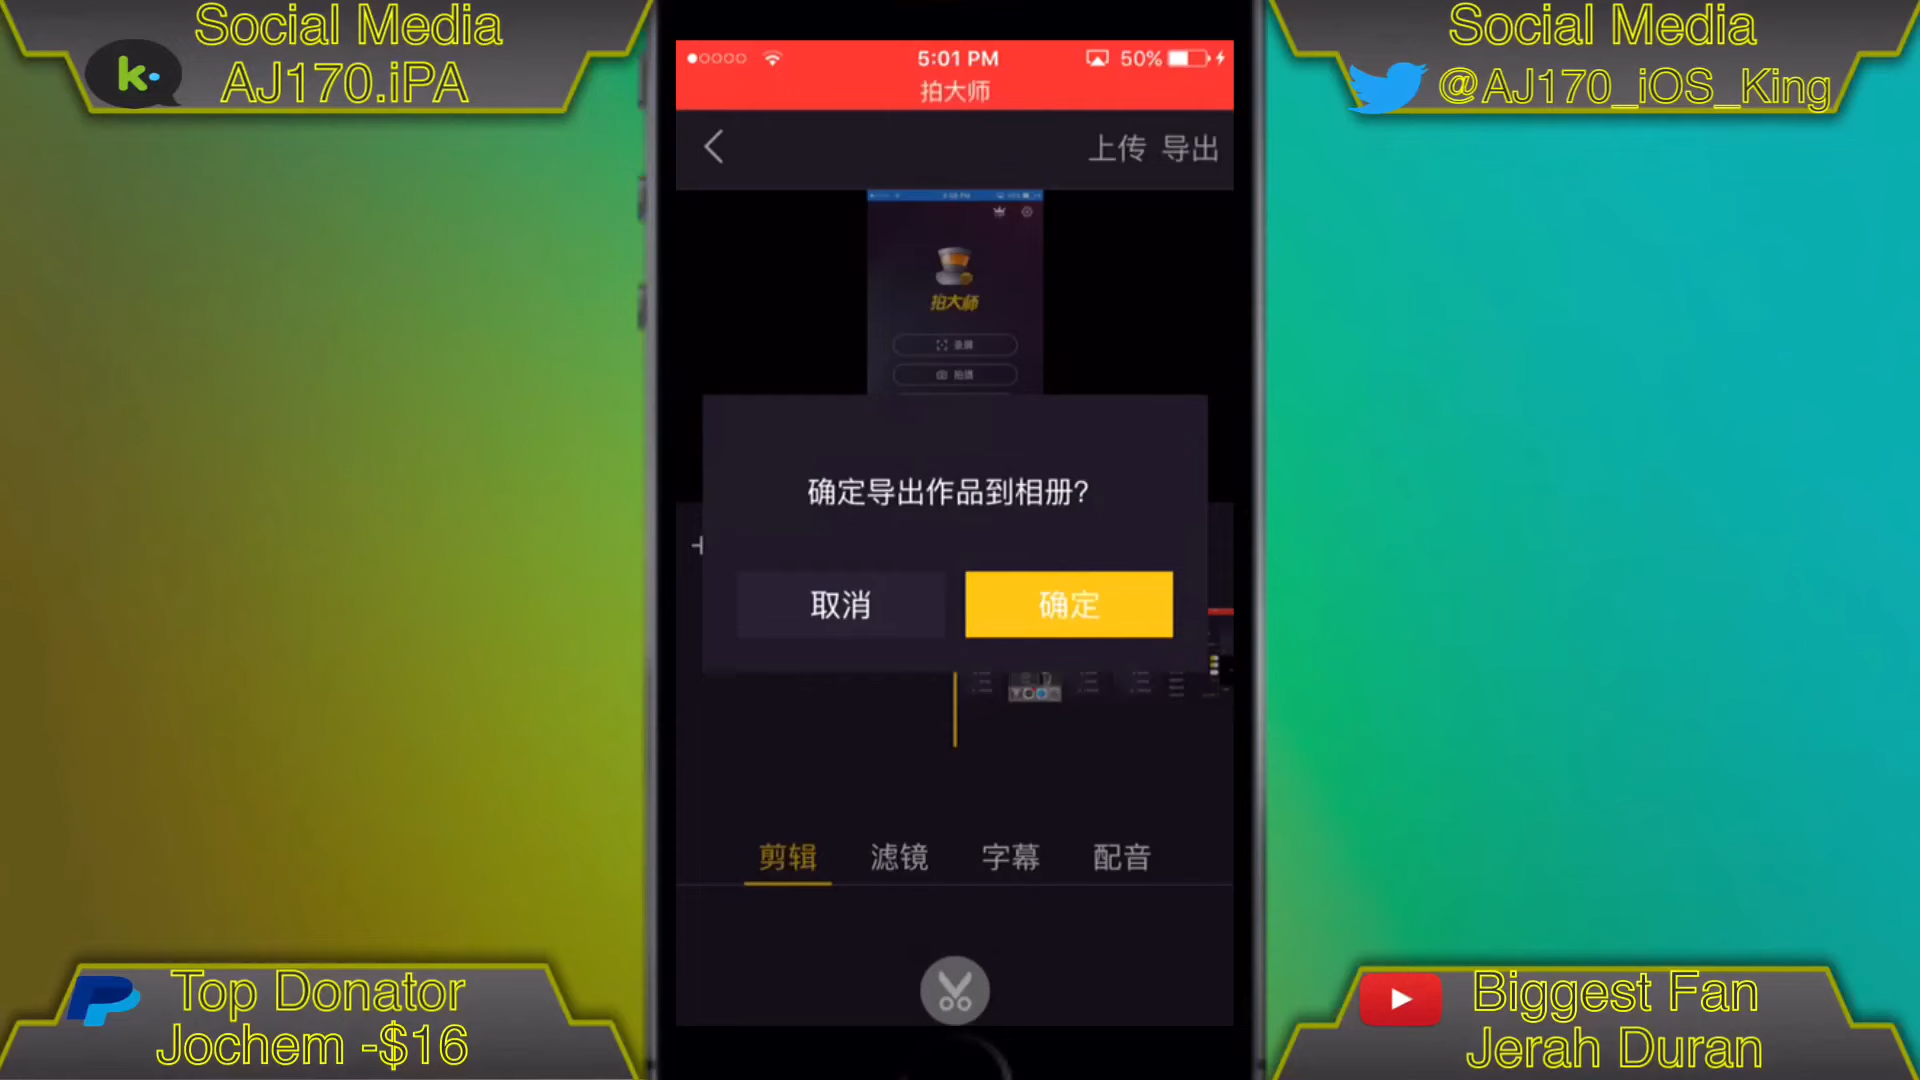 Social Media
AJ170.iPA
Social Media
@AJ170_iOS_King
5:01 PM
50%
拍大师
上传 导出
拍大师
录屏
确定导出作品到相册?
取消
确定
剪辑
滤镜
字幕
配音
Top Donator
Jochem -$16
Biggest Fan
Jerah Duran